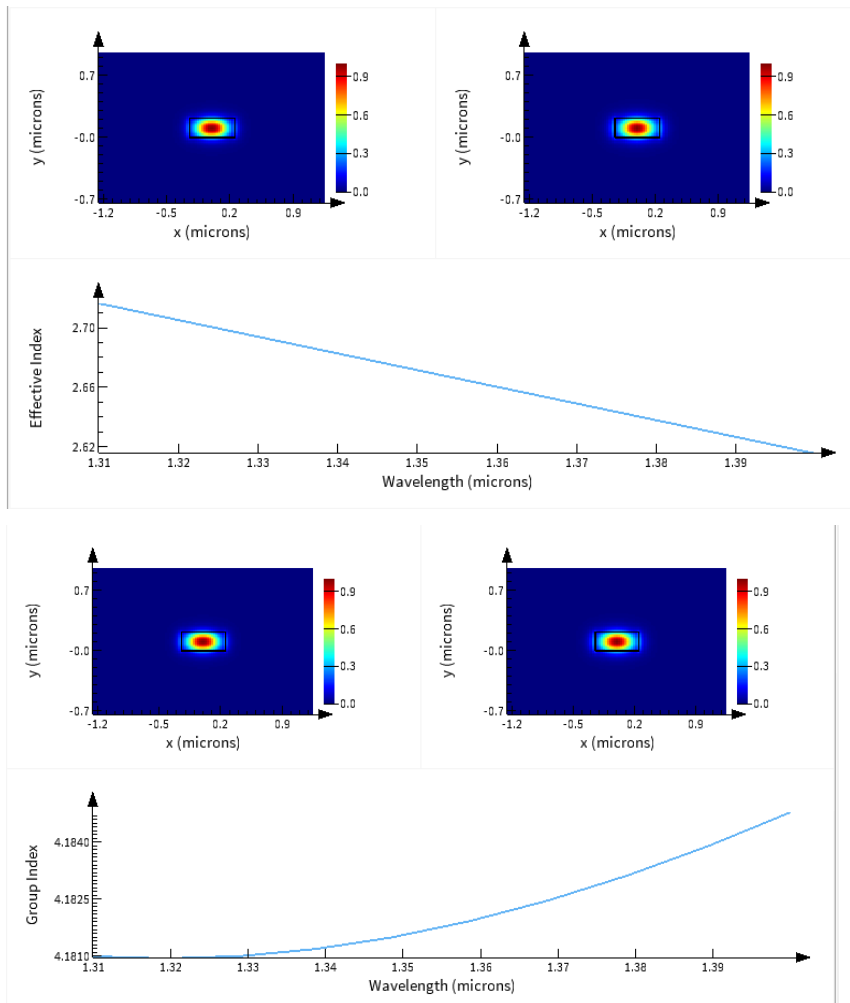 0.7
-0.0
-0.7
y (microns)
-1.2 -0.5 0.2 0.9
x (microns)
0.9
0.6
0.3
0.0
0.7
-0.0
-0.7
y (microns)
-1.2 -0.5 0.2 0.9
x (microns)
0.9
0.6
0.3
0.0
Effective Index
2.70
2.66
2.62
1.31 1.32 1.33 1.34 1.35 1.36 1.37 1.38 1.39
Wavelength (microns)
0.7
-0.0
-0.7
y (microns)
-1.2 -0.5 0.2 0.9
x (microns)
0.9
0.6
0.3
0.0
0.7
-0.0
-0.7
y (microns)
-1.2 -0.5 0.2 0.9
x (microns)
0.9
0.6
0.3
0.0
Group Index
4.1840
4.1825
4.1810
1.31 1.32 1.33 1.34 1.35 1.36 1.37 1.38 1.39
Wavelength (microns)